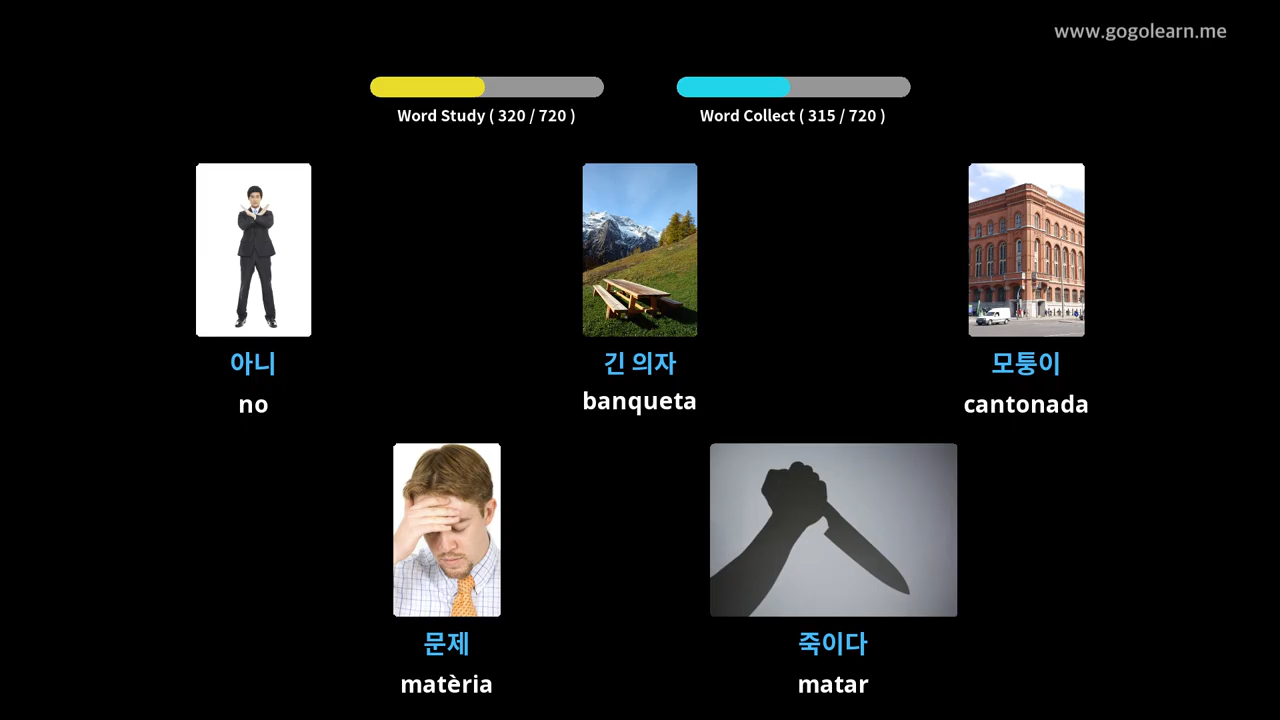 www.gogolearn.me
Word Study ( 320 / 720 )
Word Collect ( 315 / 720 )
아니
no
긴 의자
banqueta
모퉁이
cantonada
문제
matèria
죽이다
matar